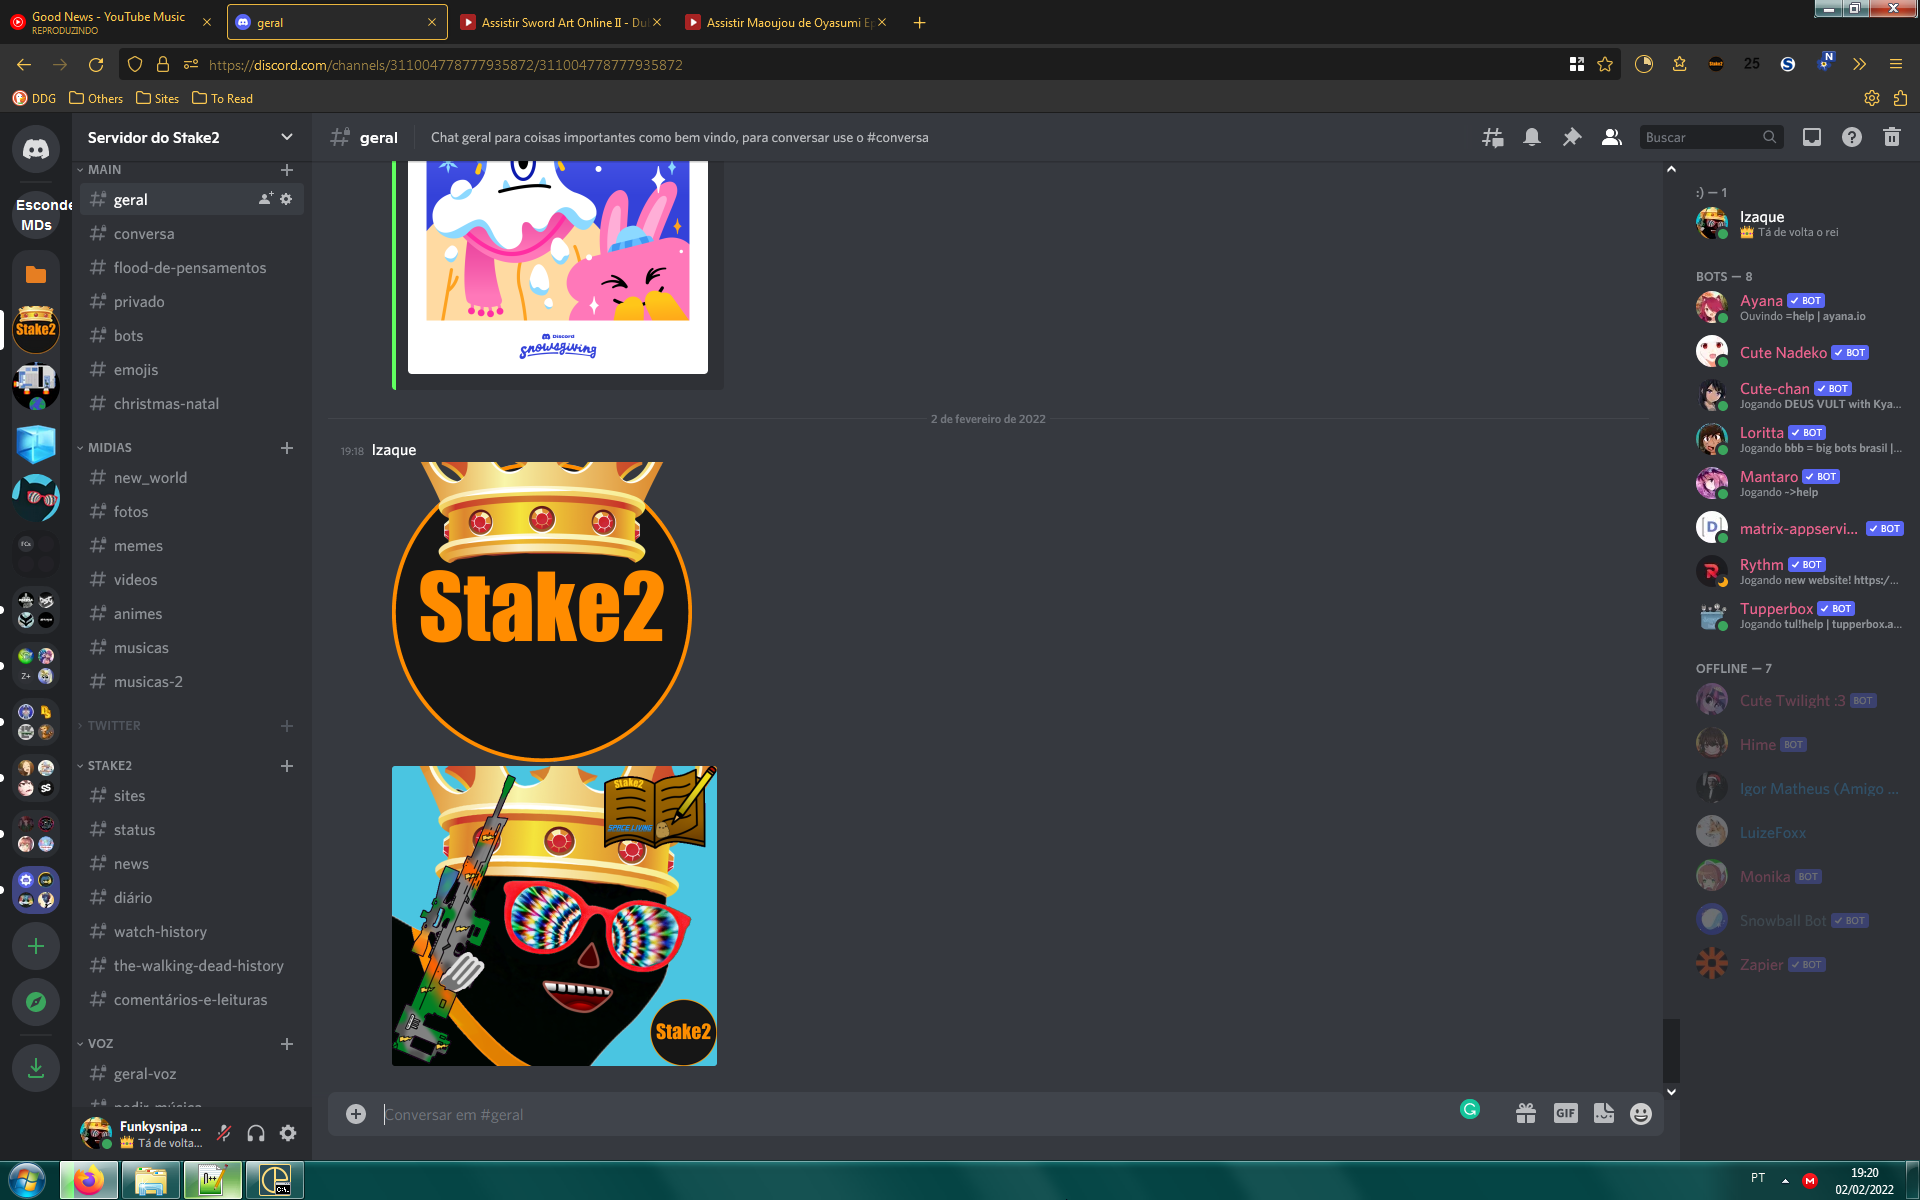 Good News - YouTube Music
REPRODUZINDO
geral
Assistir Sword Art Online II - Du
Assistir Maoujou de Oyasumi E
https://discord.com/channels/311004778777935872/311004778777935872
25
S
N
DDG
Others
Sites
To Read
Servidor do Stake2
geral
Chat geral para coisas importantes como bem vindo, para conversar use o #conversa
Buscar
Esconde
MDs
Stake2
FCs
Z+
MAIN
geral
conversa
flood-de-pensamentos
privado
bots
emojis
christmas-natal
MIDIAS
new_world
fotos
memes
videos
animes
musicas
musicas-2
TWITTER
STAKE2
sites
status
news
diário
watch-history
the-walking-dead-history
comentários-e-leituras
VOZ
geral-voz
pedir-música
Funkysnipa ...
Tá de volta...
Discord
Snowsgiving
2 de fevereiro de 2022
19:18 Izaque
Stake2
Stake2
SPACE LIVING
Stake2
Conversar em #geral
GIF
:) — 1
Izaque
Tá de volta o rei
BOTS — 8
Ayana BOT
Ouvindo =help | ayana.io
Cute Nadeko BOT
Cute-chan BOT
Jogando DEUS VULT with Kya...
Loritta BOT
Jogando bbb = big bots brasil |...
Mantaro BOT
Jogando ->help
matrix-appservi... BOT
Rythm BOT
Jogando new website! https:/...
Tupperbox BOT
Jogando tul!help | tupperbox.a...
OFFLINE — 7
Cute Twilight :3 BOT
Hime BOT
Igor Matheus (Amigo ...
LuizeFoxx
Monika BOT
Snowball Bot BOT
Zapier BOT
PT
19:20
02/02/2022